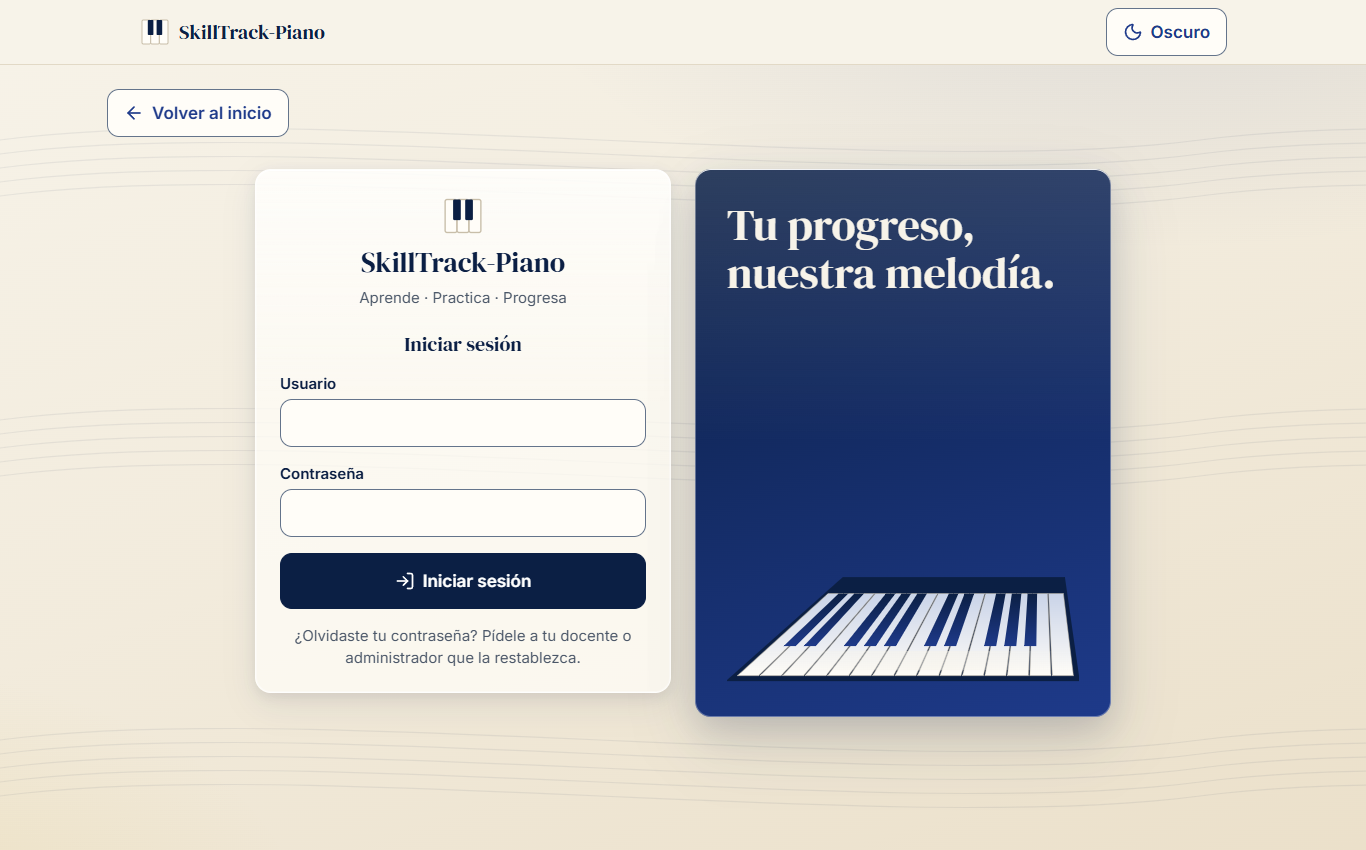 SkillTrack-Piano
Oscuro
Volver al inicio
SkillTrack-Piano
Aprende · Practica · Progresa
Iniciar sesión
Usuario
Contraseña
Iniciar sesión
¿Olvidaste tu contraseña? Pídele a tu docente o
administrador que la restablezca.
Tu progreso,
nuestra melodía.